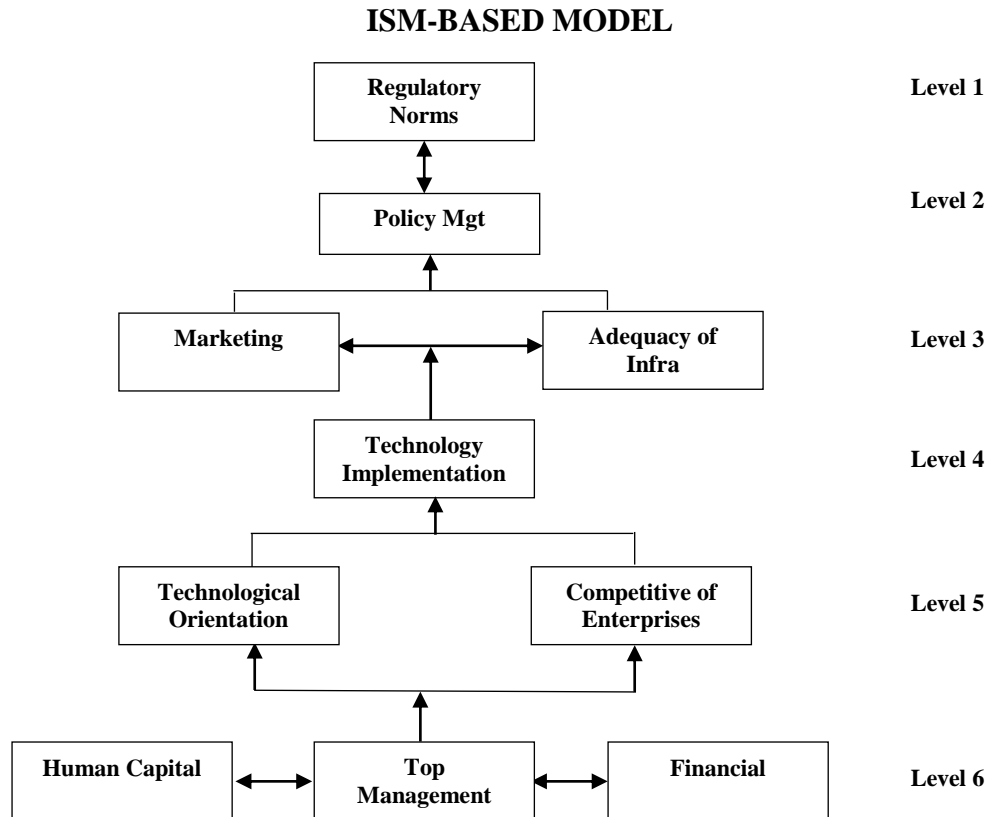 ISM-BASED MODEL
Regulatory
Norms
Level 1
Policy Mgt
Level 2
Marketing
Adequacy of
Infra
Level 3
Technology
Implementation
Level 4
Technological
Orientation
Competitive of
Enterprises
Level 5
Human Capital
Top
Management
Financial
Level 6